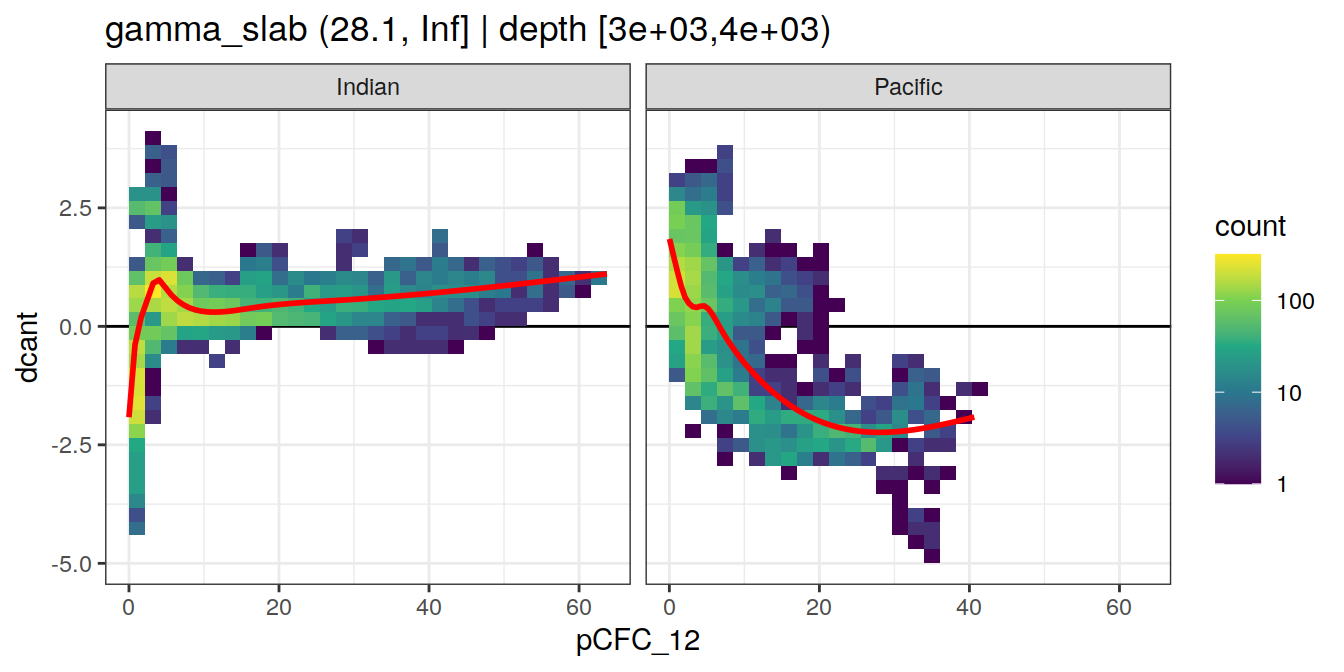 gamma_slab (28.1, Inf] | depth [3e+03,4e+03)
Indian
Pacific
dcant
2.5
0.0
-2.5
-5.0
0
20
40
60
0
20
40
60
pCFC_12
count
100
10
1